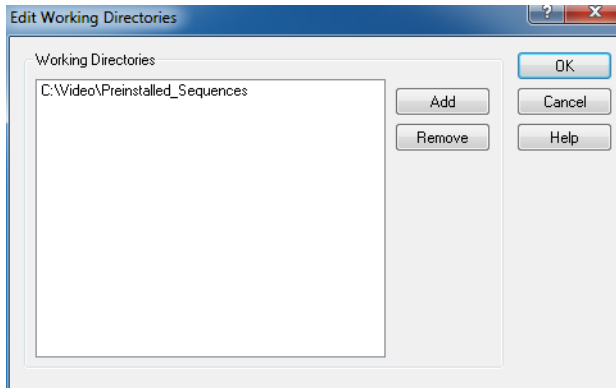 Edit Working Directories
?
X
Working Directories
C:\Video\Preinstalled_Sequences
Add
Remove
OK
Cancel
Help